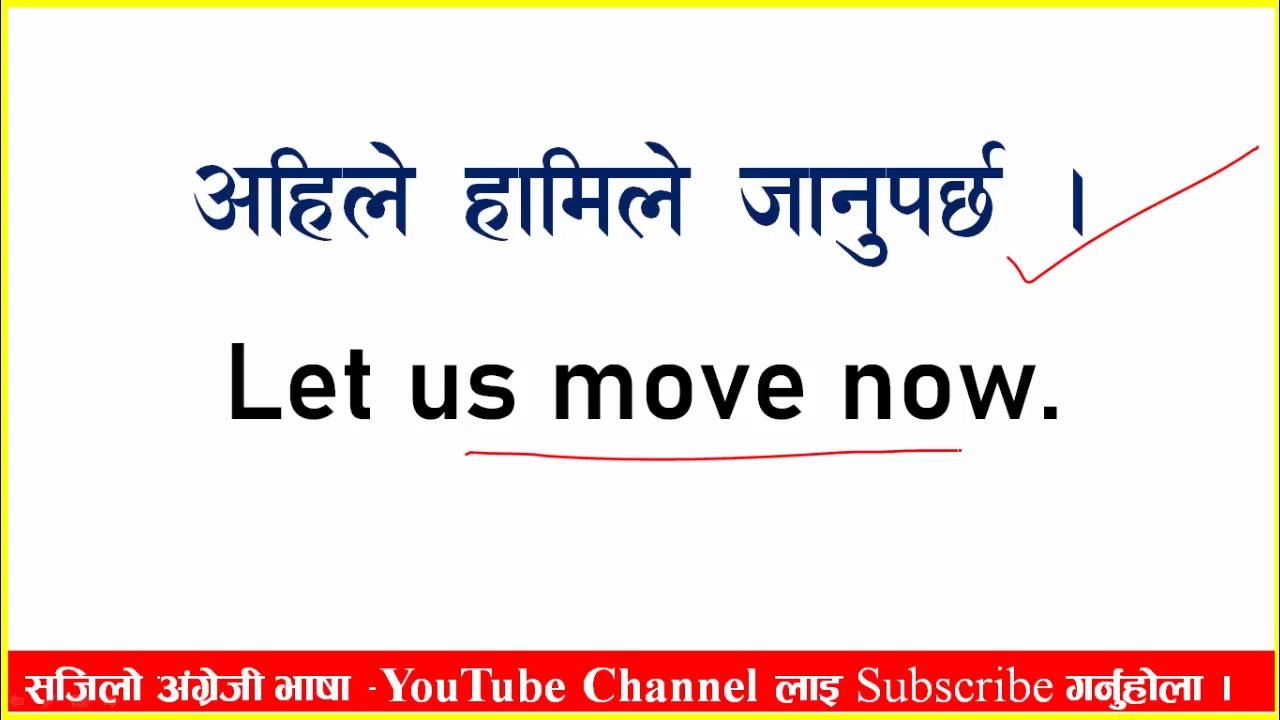 अहिले हामिले जानुपर्छ ।
Let us move now.
सजिलो अंग्रेजी भाषा -YouTube Channel लाइ Subscribe गर्नुहोला ।